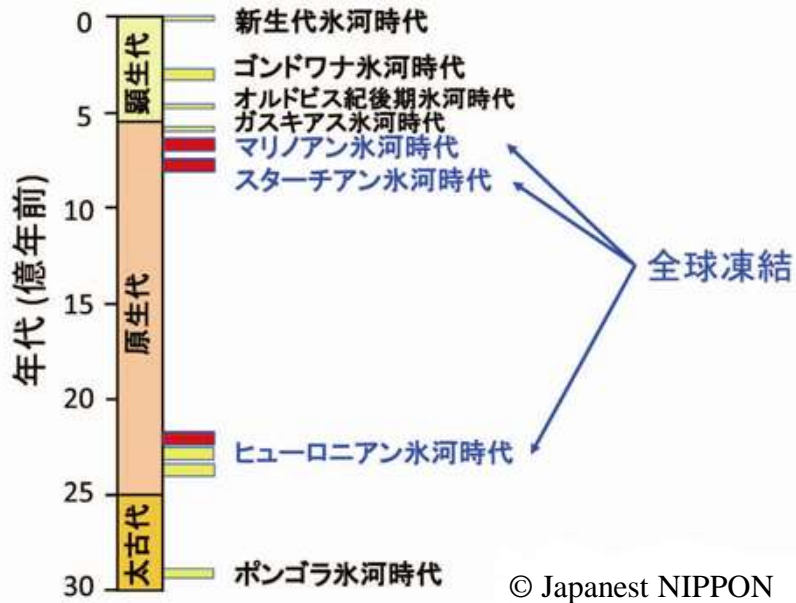 0
新生代氷河時代
ゴンドワナ氷河時代
オルドビス紀後期氷河時代
5
ガスキアス氷河時代
マリノアン氷河時代
スターチアン氷河時代
10
全球凍結
15
20
ヒューロニアン氷河時代
25
ポンゴラ氷河時代
30
年代 (億年前)
顕生代
原生代
太古代
© Japanest NIPPON